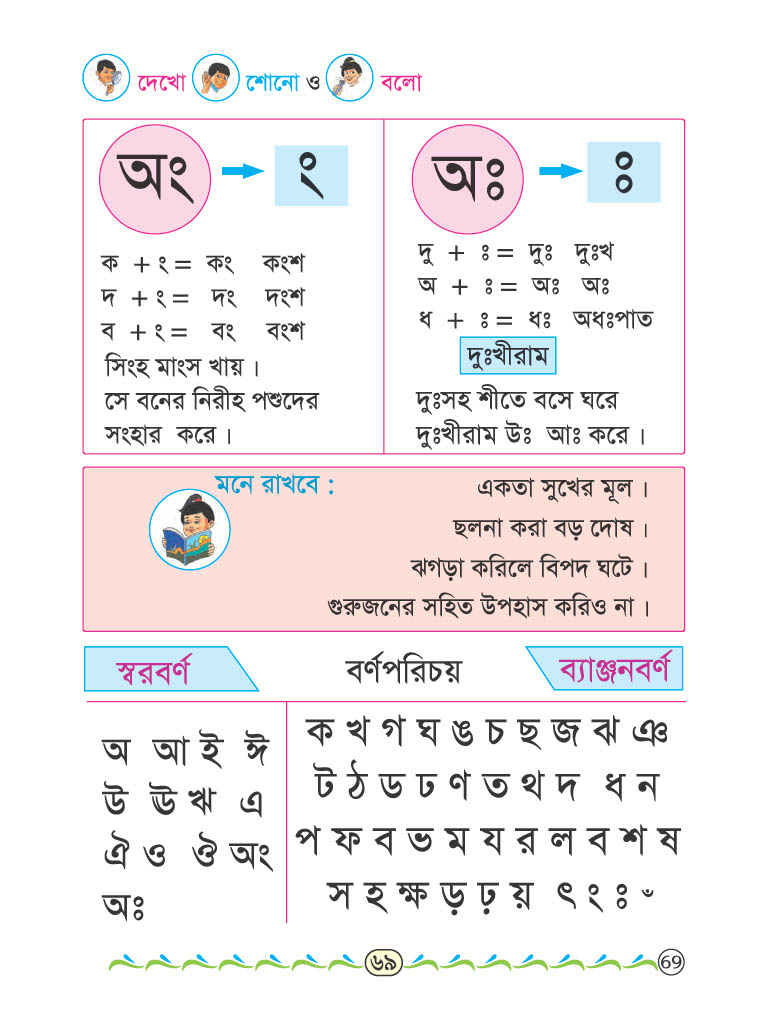 দেখো শোনো ও বলো
অং → ং
ক + ং = কং কংশ
দ + ং = দং দংশ
ব + ং = বং বংশ
সিংহ মাংস খায় ।
সে বনের নিরীহ পশুদের
সংহার করে ।
অঃ → ঃ
দু + ঃ = দুঃ দুঃখ
অ + ঃ = অঃ অঃ
ধ + ঃ = ধঃ অধঃপাত
দুঃখীরাম
দুঃসহ শীতে বসে ঘরে
দুঃখীরাম উঃ আঃ করে ।
মনে রাখবে :
একতা সুখের মূল ।
ছলনা করা বড় দোষ ।
ঝগড়া করিলে বিপদ ঘটে ।
গুরুজনের সহিত উপহাস করিও না ।
স্বরবর্ণ বর্ণপরিচয় ব্যাঞ্জনবর্ণ
অ আ ই ঈ
উ ঊ ঋ এ
ঐ ও ঔ অং
অঃ
ক খ গ ঘ ঙ চ ছ জ ঝ ঞ
ট ঠ ড ঢ ণ ত থ দ ধ ন
প ফ ব ভ ম য র ল ব শ ষ
স হ ক্ষ ড় ঢ় য় ৎ ং ঃ ঁ
৬৯
69